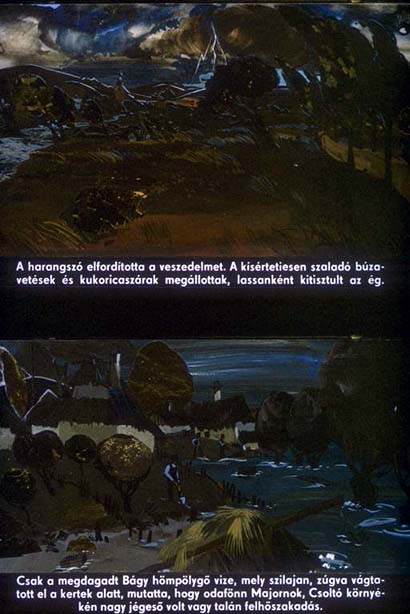 A harangszó elfordította a veszedelmet. A kísértetiesen szaladó búza-
vetések és kukoricaszárak megállottak, lassanként kitisztult az ég.
Csak a megdagadt Bágy hömpölygő vize, mely szilajan, zúgva vágta-
tott el a kertek alatt, mutatta, hogy odafönn Majornok, Csoltó környé-
kén nagy jégeső volt vagy talán felhőszakadás.